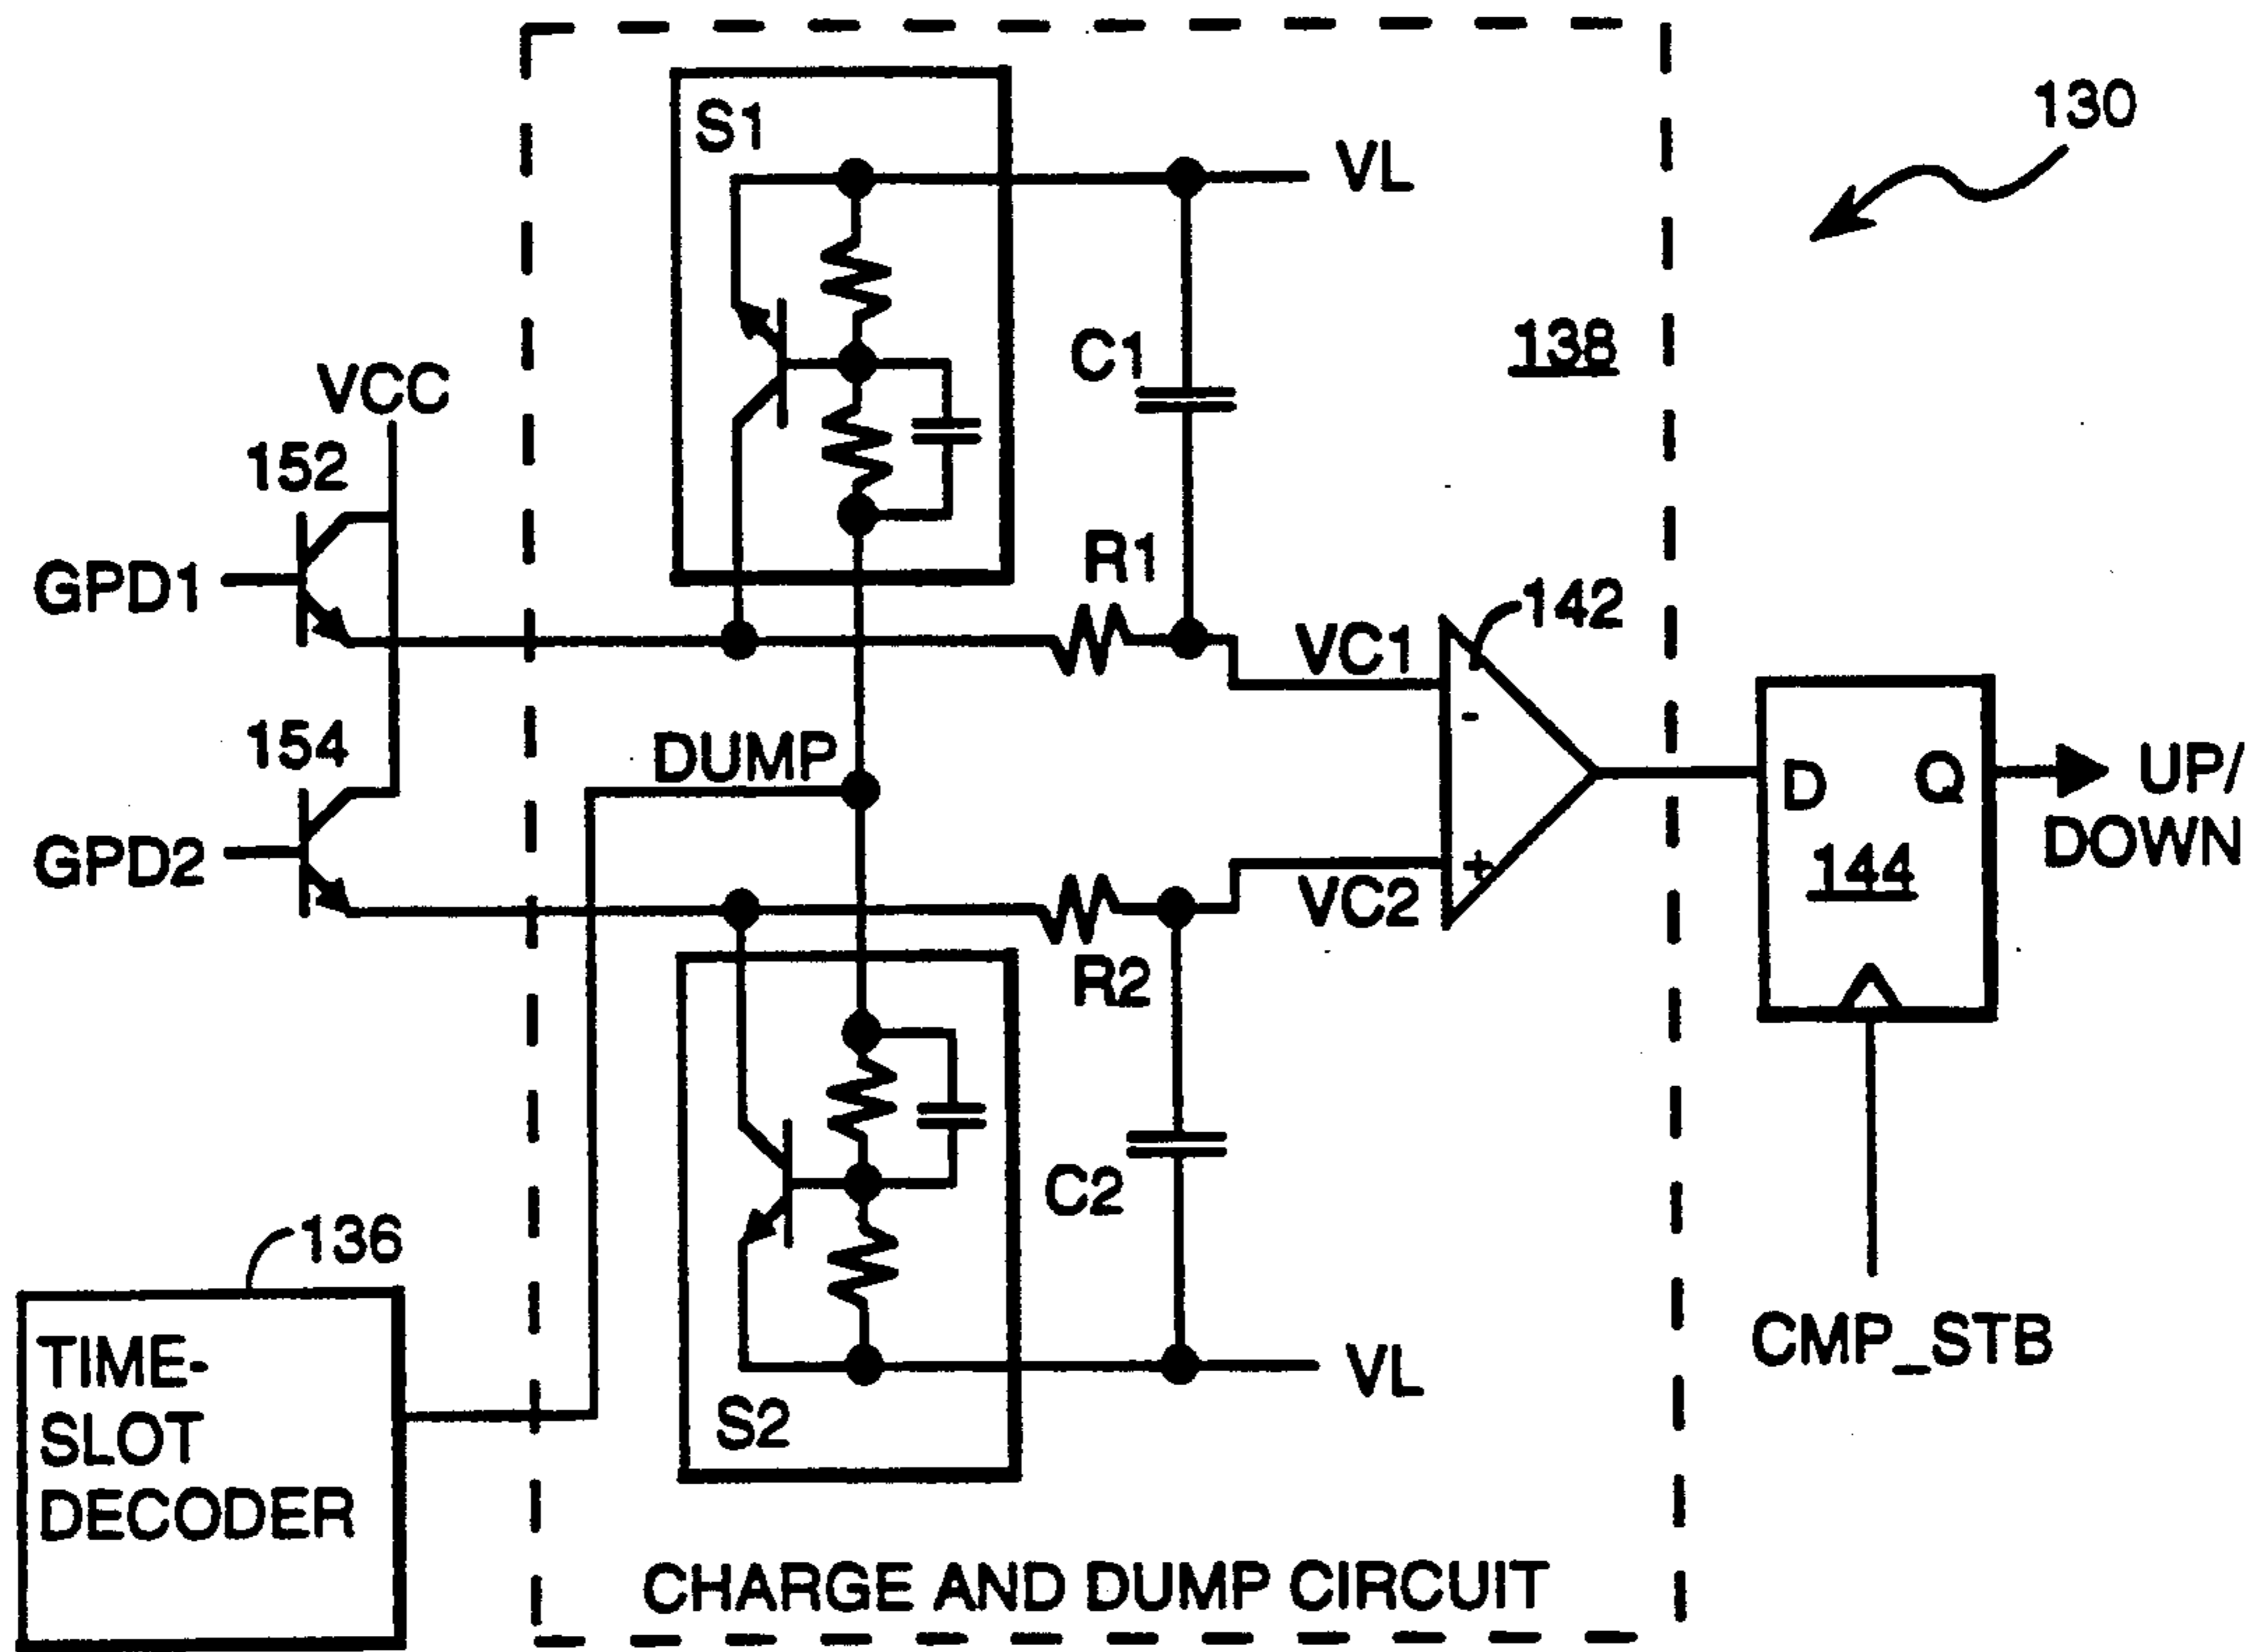 S1
VL
130
C1
138
VCC
152
GPD1
R1
VC1
142
-
154
DUMP
GPD2
D
Q
UP/
DOWN
144
+
VC2
R2
C2
136
TIME-
SLOT
DECODER
VL
S2
CMP_STB
CHARGE AND DUMP CIRCUIT